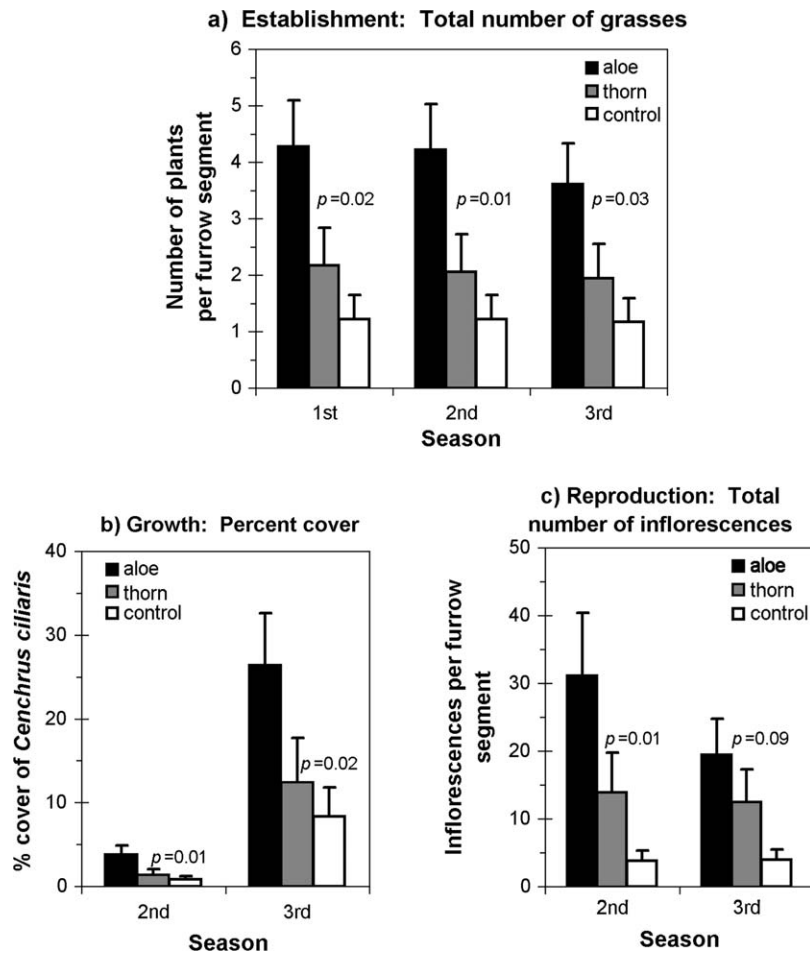 a) Establishment: Total number of grasses
Number of plants
per furrow segment
6
5
4
3
2
1
0
aloe
thorn
control
p=0.02
p=0.01
p=0.03
1st
2nd
3rd
Season
b) Growth: Percent cover
% cover of Cenchrus ciliaris
40
30
20
10
0
aloe
thorn
control
p=0.01
p=0.02
2nd
3rd
Season
c) Reproduction: Total
number of inflorescences
Inflorescences per furrow
segment
50
40
30
20
10
0
aloe
thorn
control
p=0.01
p=0.09
2nd
3rd
Season